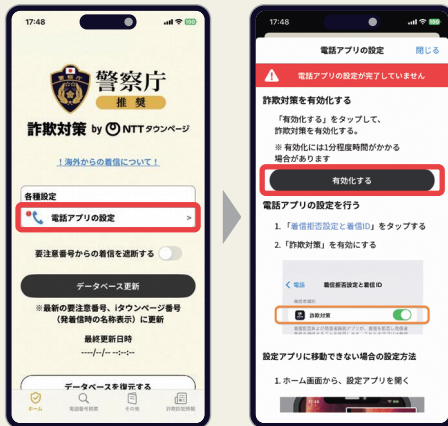 17:48
100
警察庁
推奨
詐欺対策 by NTTタウンページ
！海外からの着信について！
各種設定
電話アプリの設定
>
要注意番号からの着信を遮断する
データベース更新
※最新の要注意番号、iタウンページ番号
（発着信時の名称表示）に更新
最終更新日時
----/--/-- --:--:--
データベースを復元する
ホーム
電話番号検索
その他
詐欺防犯情報
17:48
100
電話アプリの設定
閉じる
電話アプリの設定が完了していません
詐欺対策を有効化する
「有効化する」をタップして、
詐欺対策を有効化する。
※ 有効化には1分程度時間がかかる
場合があります
有効化する
電話アプリの設定を行う
1. 「着信拒否設定と着信ID」をタップする
2. 「詐欺対策」を有効にする
電話
着信拒否設定と着信ID
詐欺対策
設定アプリに移動できない場合の設定方法
1. ホーム画面から、設定アプリを開く